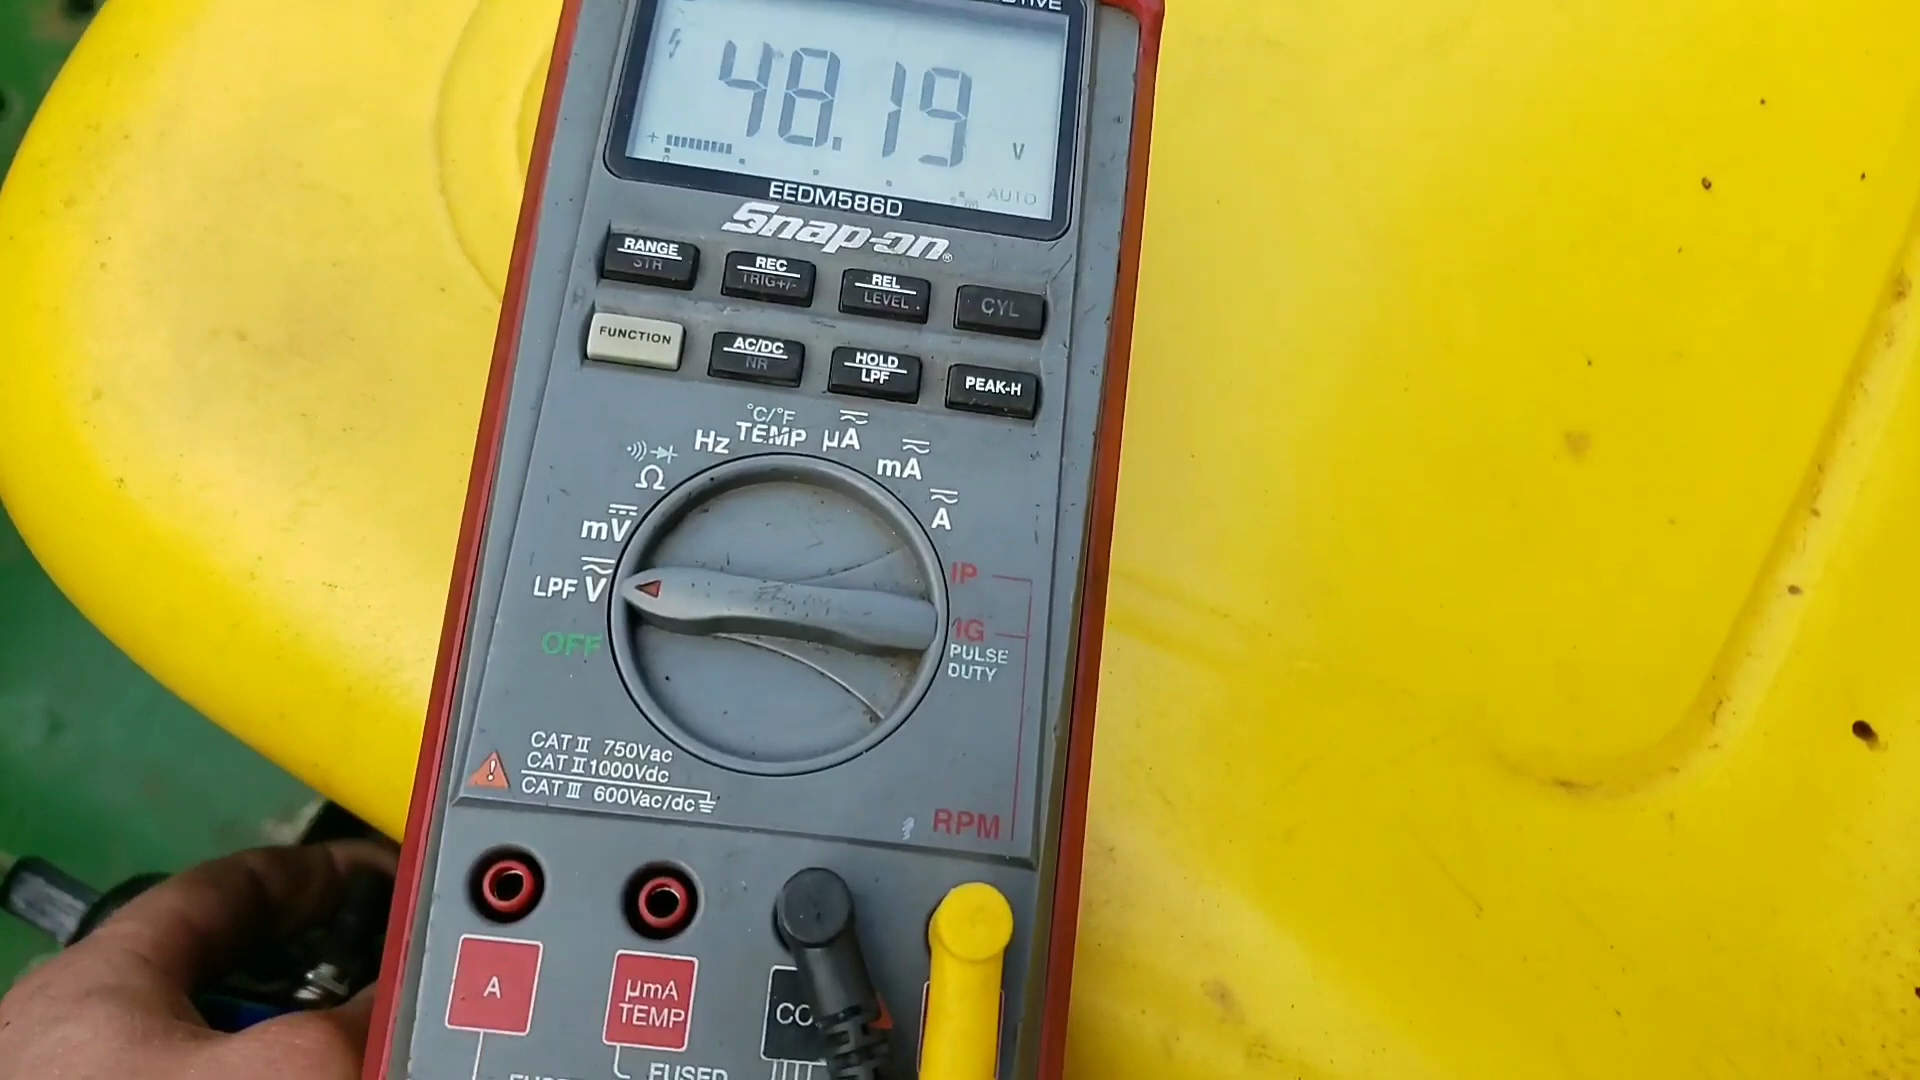 48.19
V
AUTO
EEDM586D
Snap-on®
RANGE
STR
REC
TRIG+/-
REL
LEVEL
CYL
FUNCTION
AC/DC
NR
HOLD
LPF
PEAK-H
°C/°F
TEMP
Hz
µA
mA
A
Ω
mV
LPF V
OFF
IP
IG
PULSE
DUTY
CAT II 750Vac
CAT II 1000Vdc
CAT III 600Vac/dc
RPM
A
µmA
TEMP
FUSED